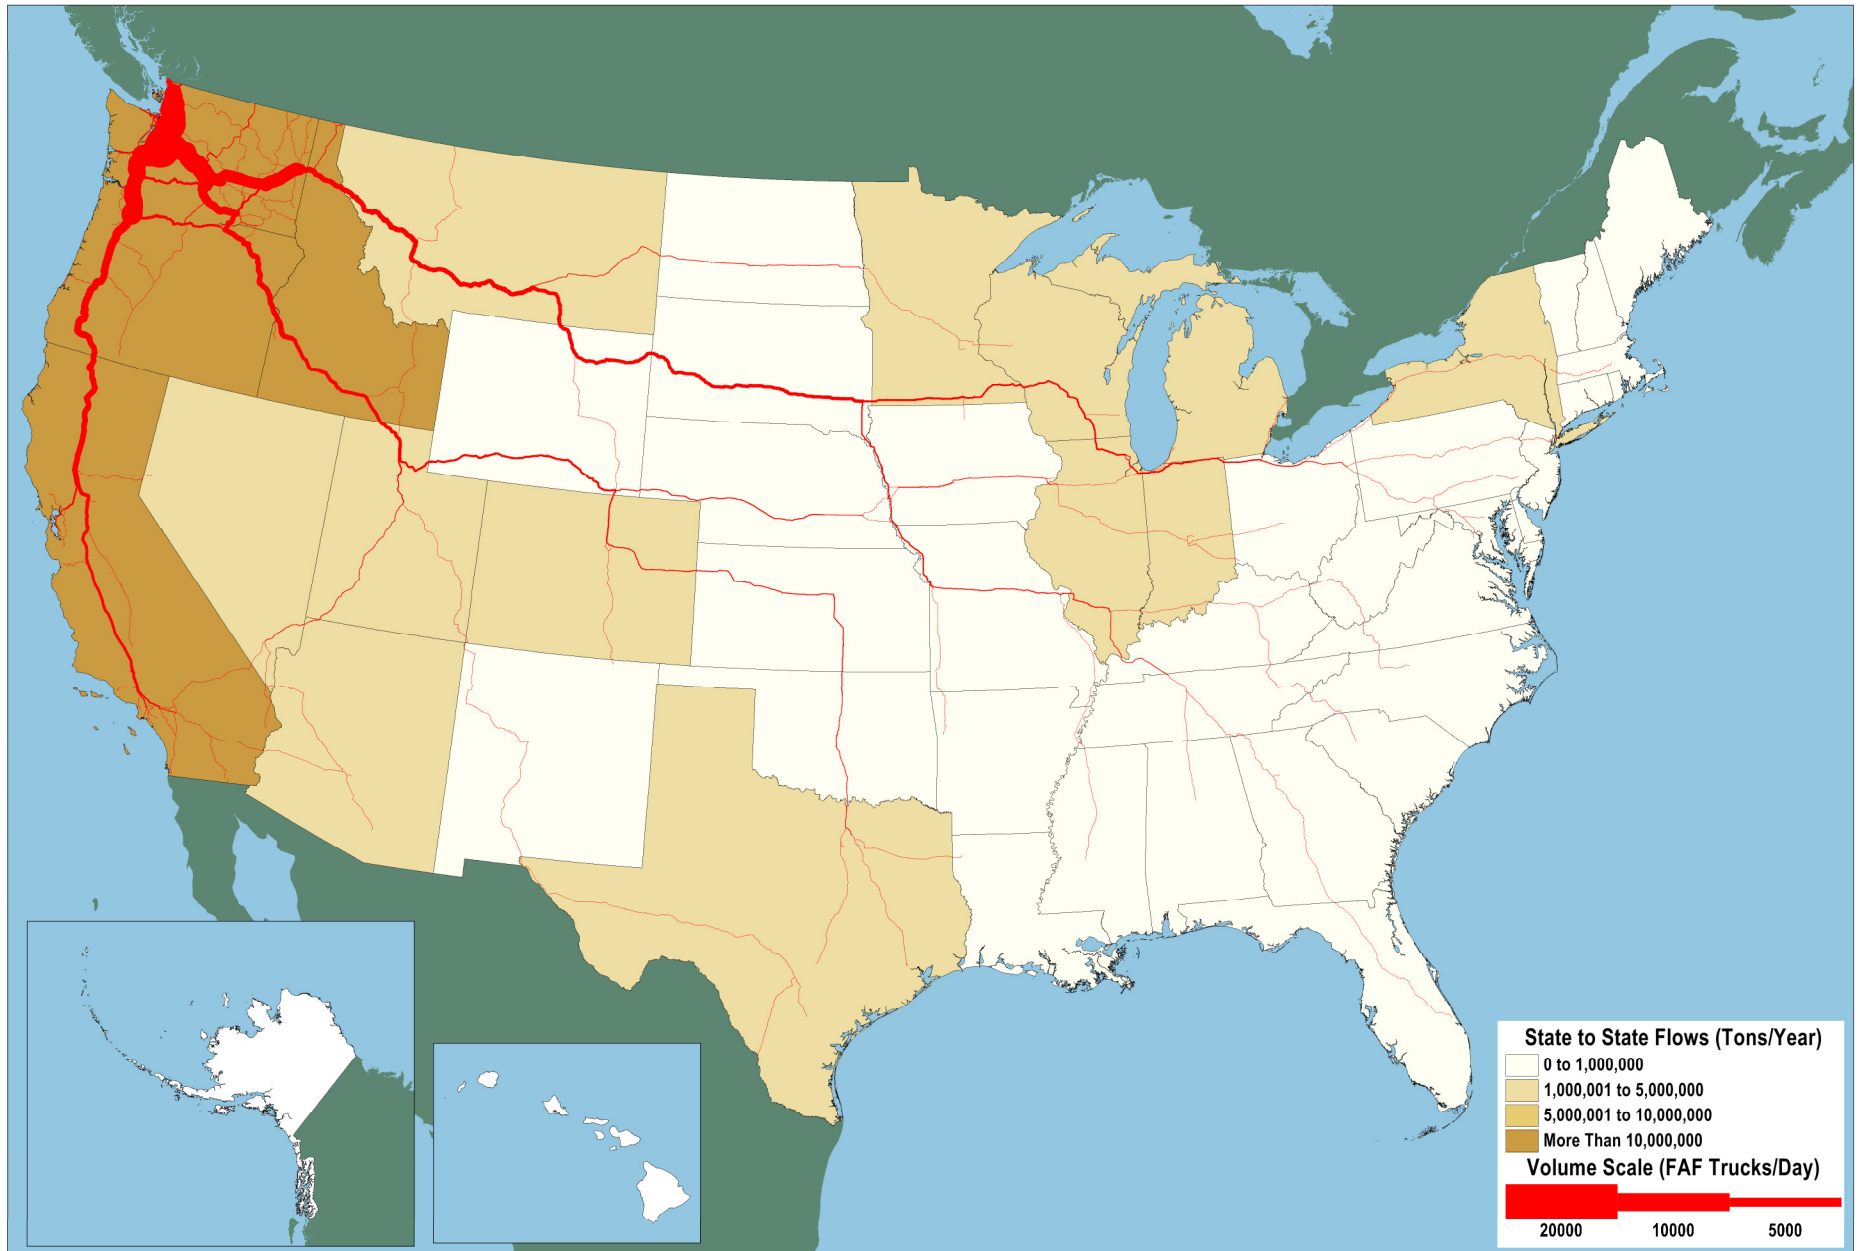 State to State Flows (Tons/Year)
0 to 1,000,000
1,000,001 to 5,000,000
5,000,001 to 10,000,000
More Than 10,000,000
Volume Scale (FAF Trucks/Day)
20000 10000 5000